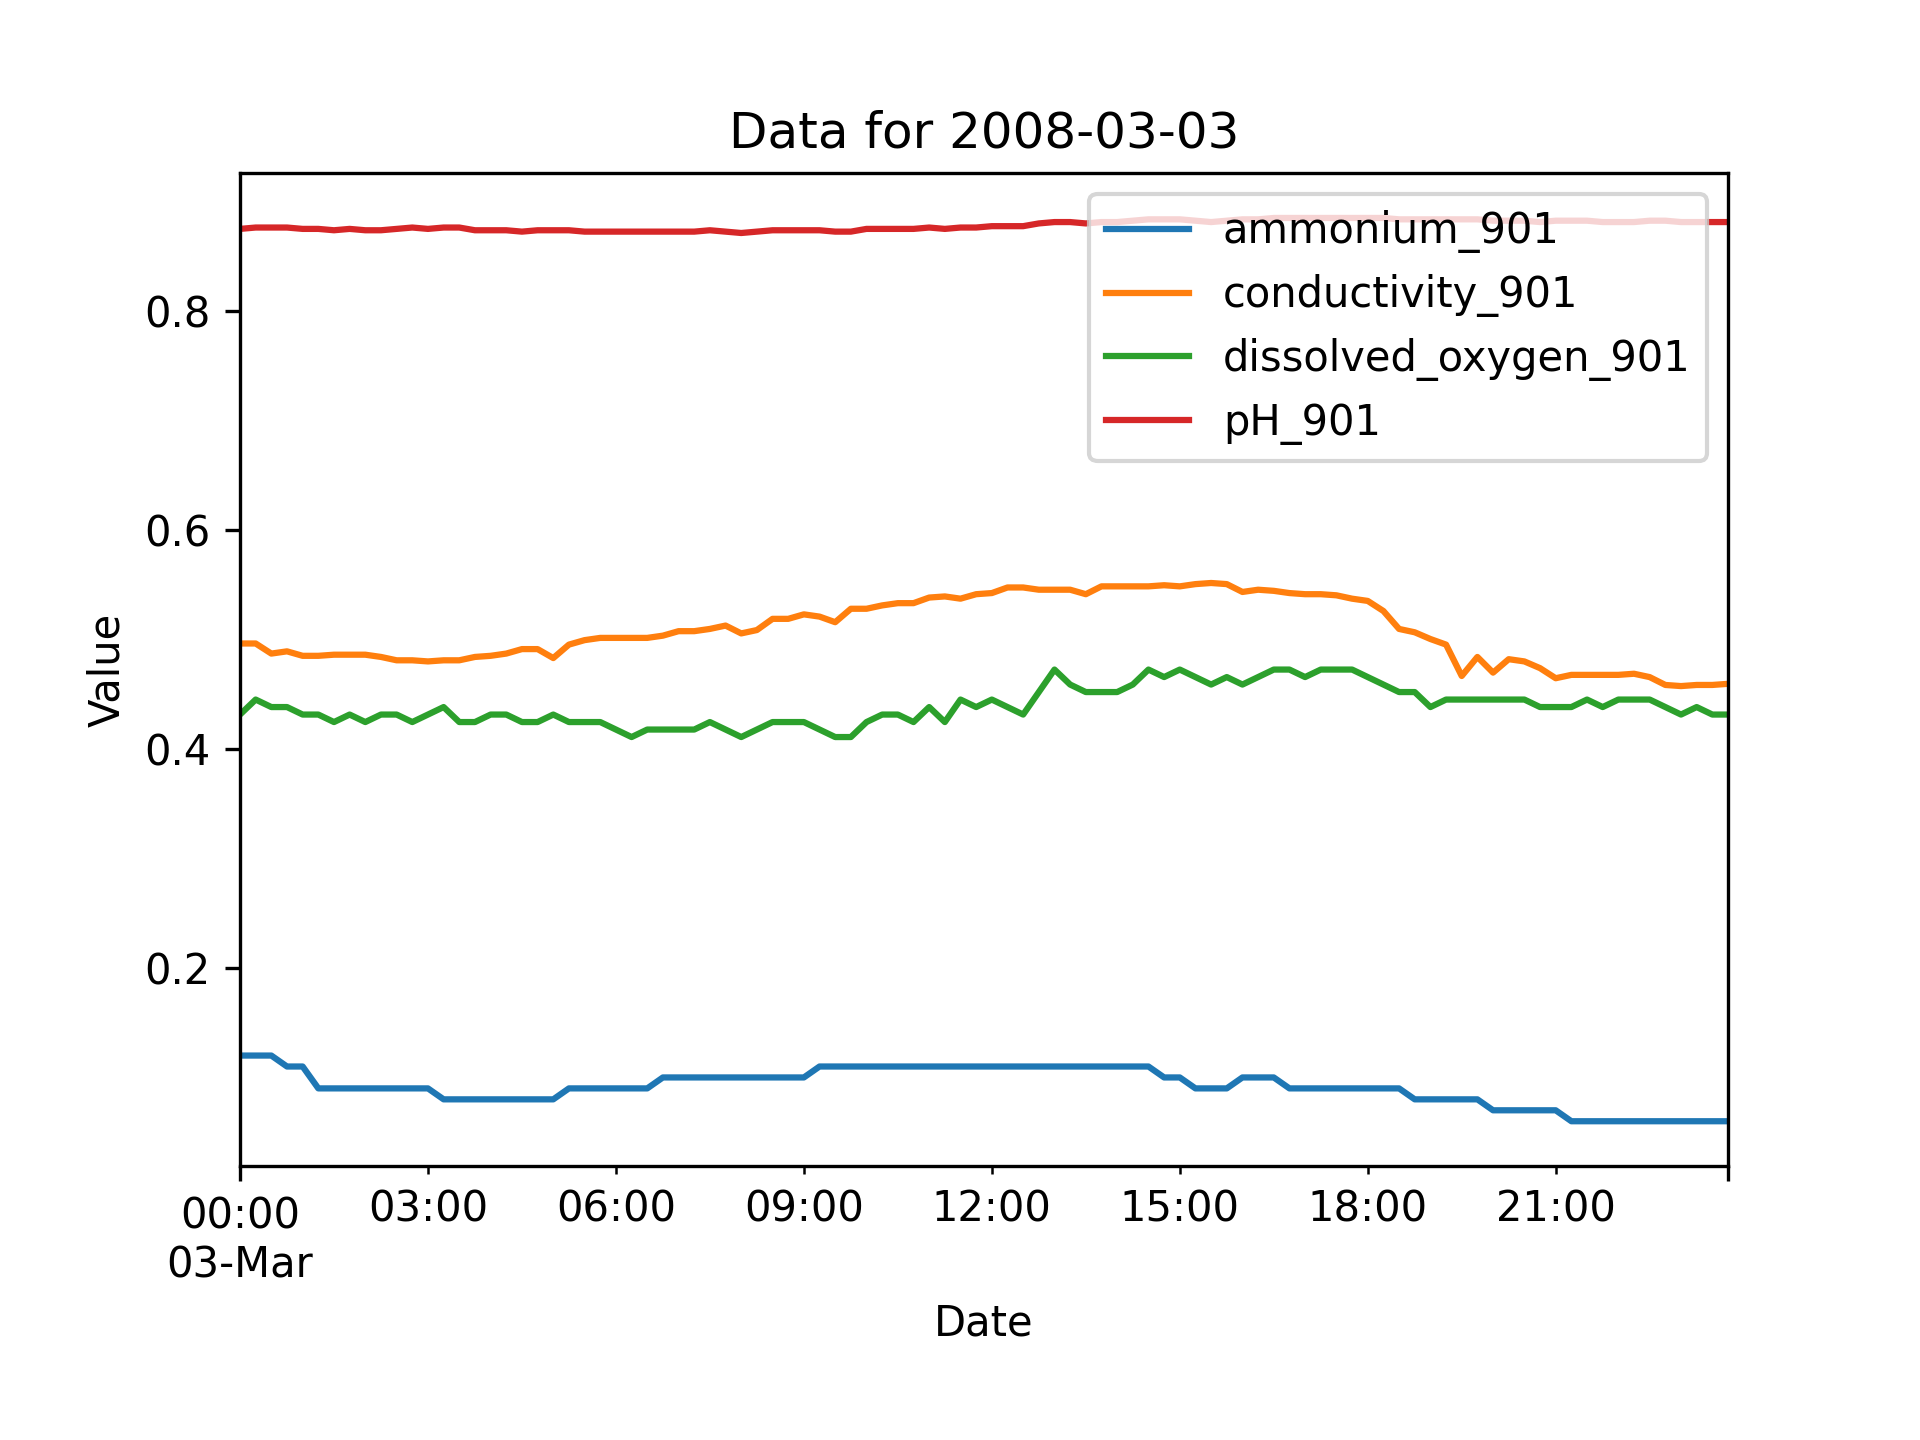 Data for 2008-03-03
ammonium_901
conductivity_901
dissolved_oxygen_901
pH_901
Value
0.8
0.6
0.4
0.2
00:00 03:00 06:00 09:00 12:00 15:00 18:00 21:00
03-Mar
Date